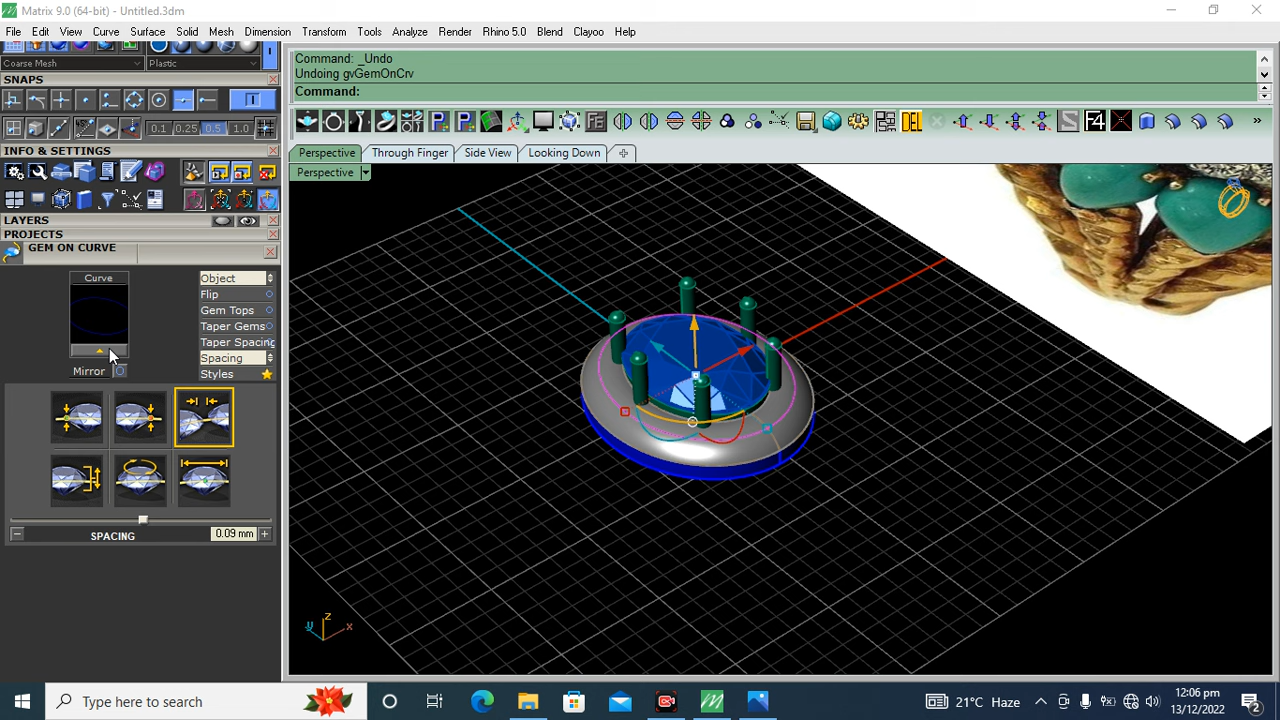 Matrix 9.0 (64-bit) - Untitled.3dm
File Edit View Curve Surface Solid Mesh Dimension Transform Tools Analyze Render Rhino 5.0 Blend Clayoo Help
Coarse Mesh Plastic
Command: _Undo
Undoing gvGemOnCrv
Command:
SNAPS
0.1 0.25 0.5 1.0
P P FE DEL S F4
INFO & SETTINGS
Perspective Through Finger Side View Looking Down
Perspective
LAYERS
PROJECTS
GEM ON CURVE
Curve
Object
Flip
Gem Tops
Taper Gems
Taper Spacing
Spacing
Mirror
Styles
SPACING 0.09 mm
z
y x
Type here to search
21°C Haze
12:06 pm
13/12/2022
2